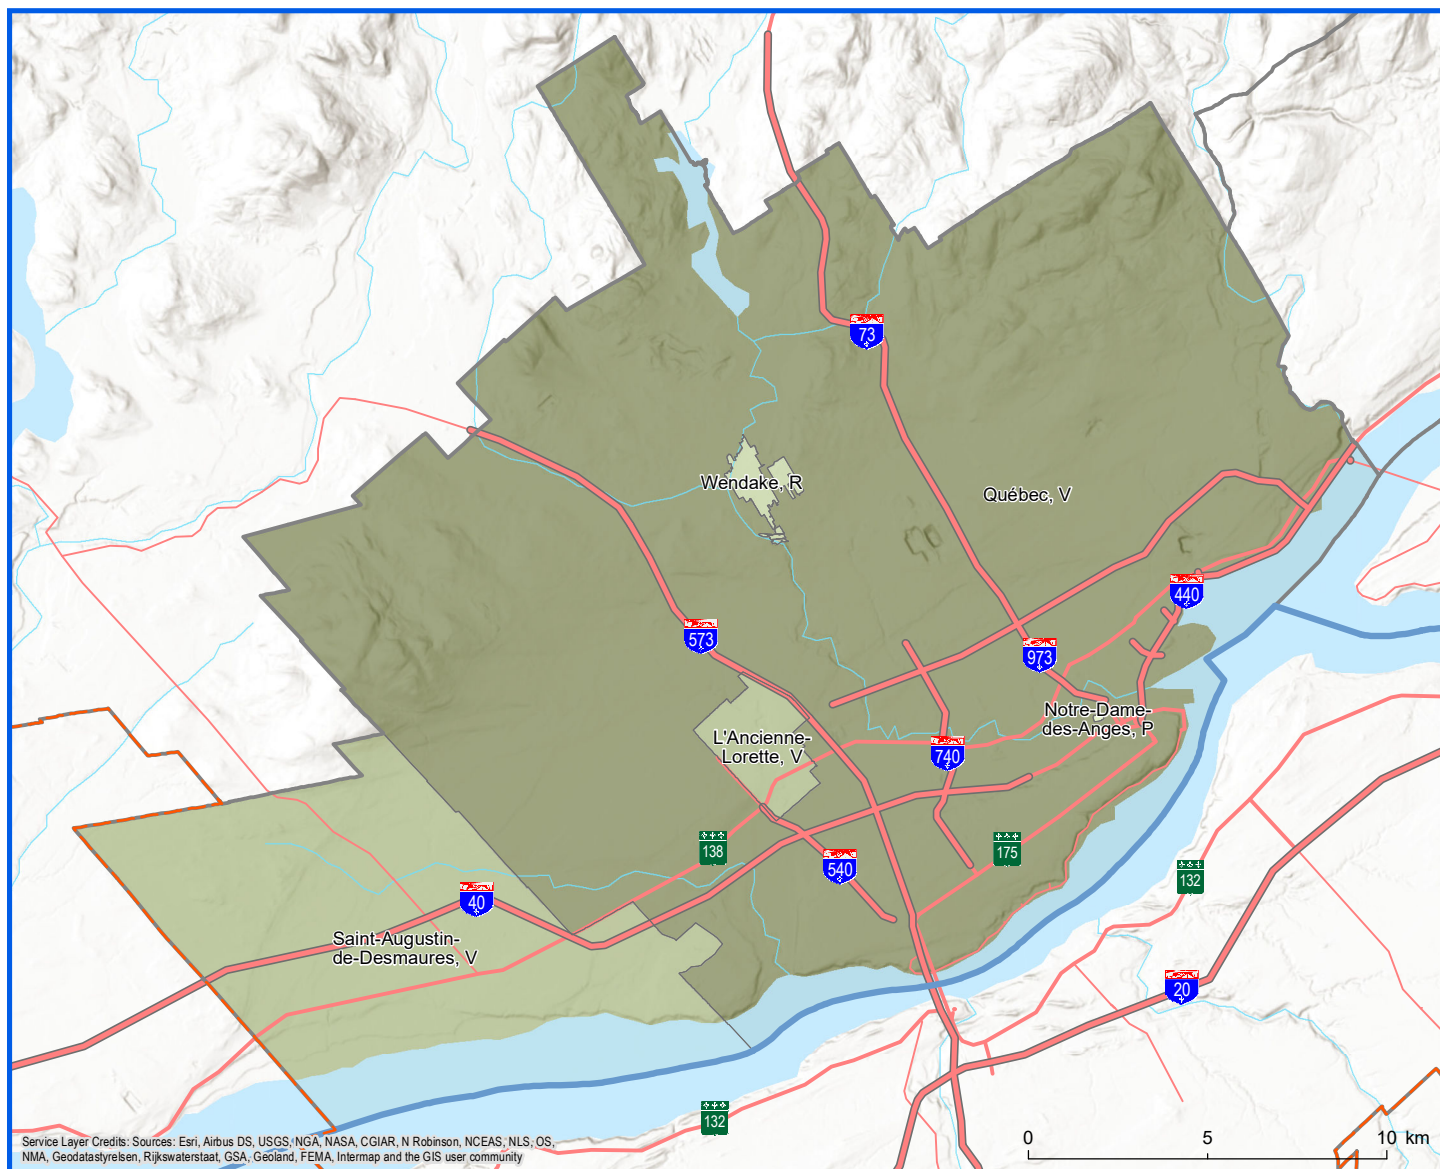 73
Wendake, R
Québec, V
440
573
973
Notre-Dame-
des-Anges, P
L'Ancienne-
Lorette, V
740
138
175
540
132
40
Saint-Augustin-
de-Desmaures, V
20
132
0 5 10 km
Service Layer Credits: Sources: Esri, Airbus DS, USGS, NGA, NASA, CGIAR, N Robinson, NCEAS, NLS, OS,
NMA, Geodatastyrelsen, Rijkswaterstaat, GSA, Geoland, FEMA, Intermap and the GIS user community